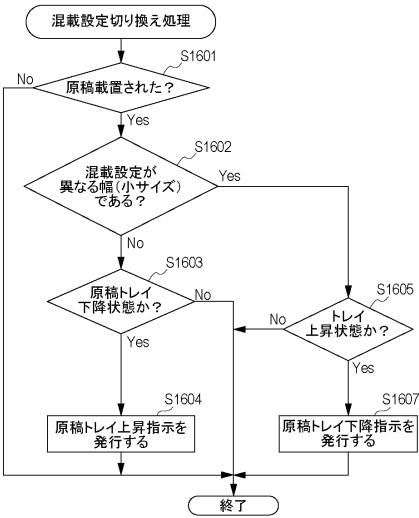 混載設定切り換え処理
S1601
No
原稿載置された?
Yes
S1602
混載設定が
異なる幅(小サイズ)
である?
Yes
No
S1603
原稿トレイ
下降状態か?
No
Yes
S1605
トレイ
上昇状態か?
No
Yes
S1604
原稿トレイ上昇指示を
発行する
S1607
原稿トレイ下降指示を
発行する
終了